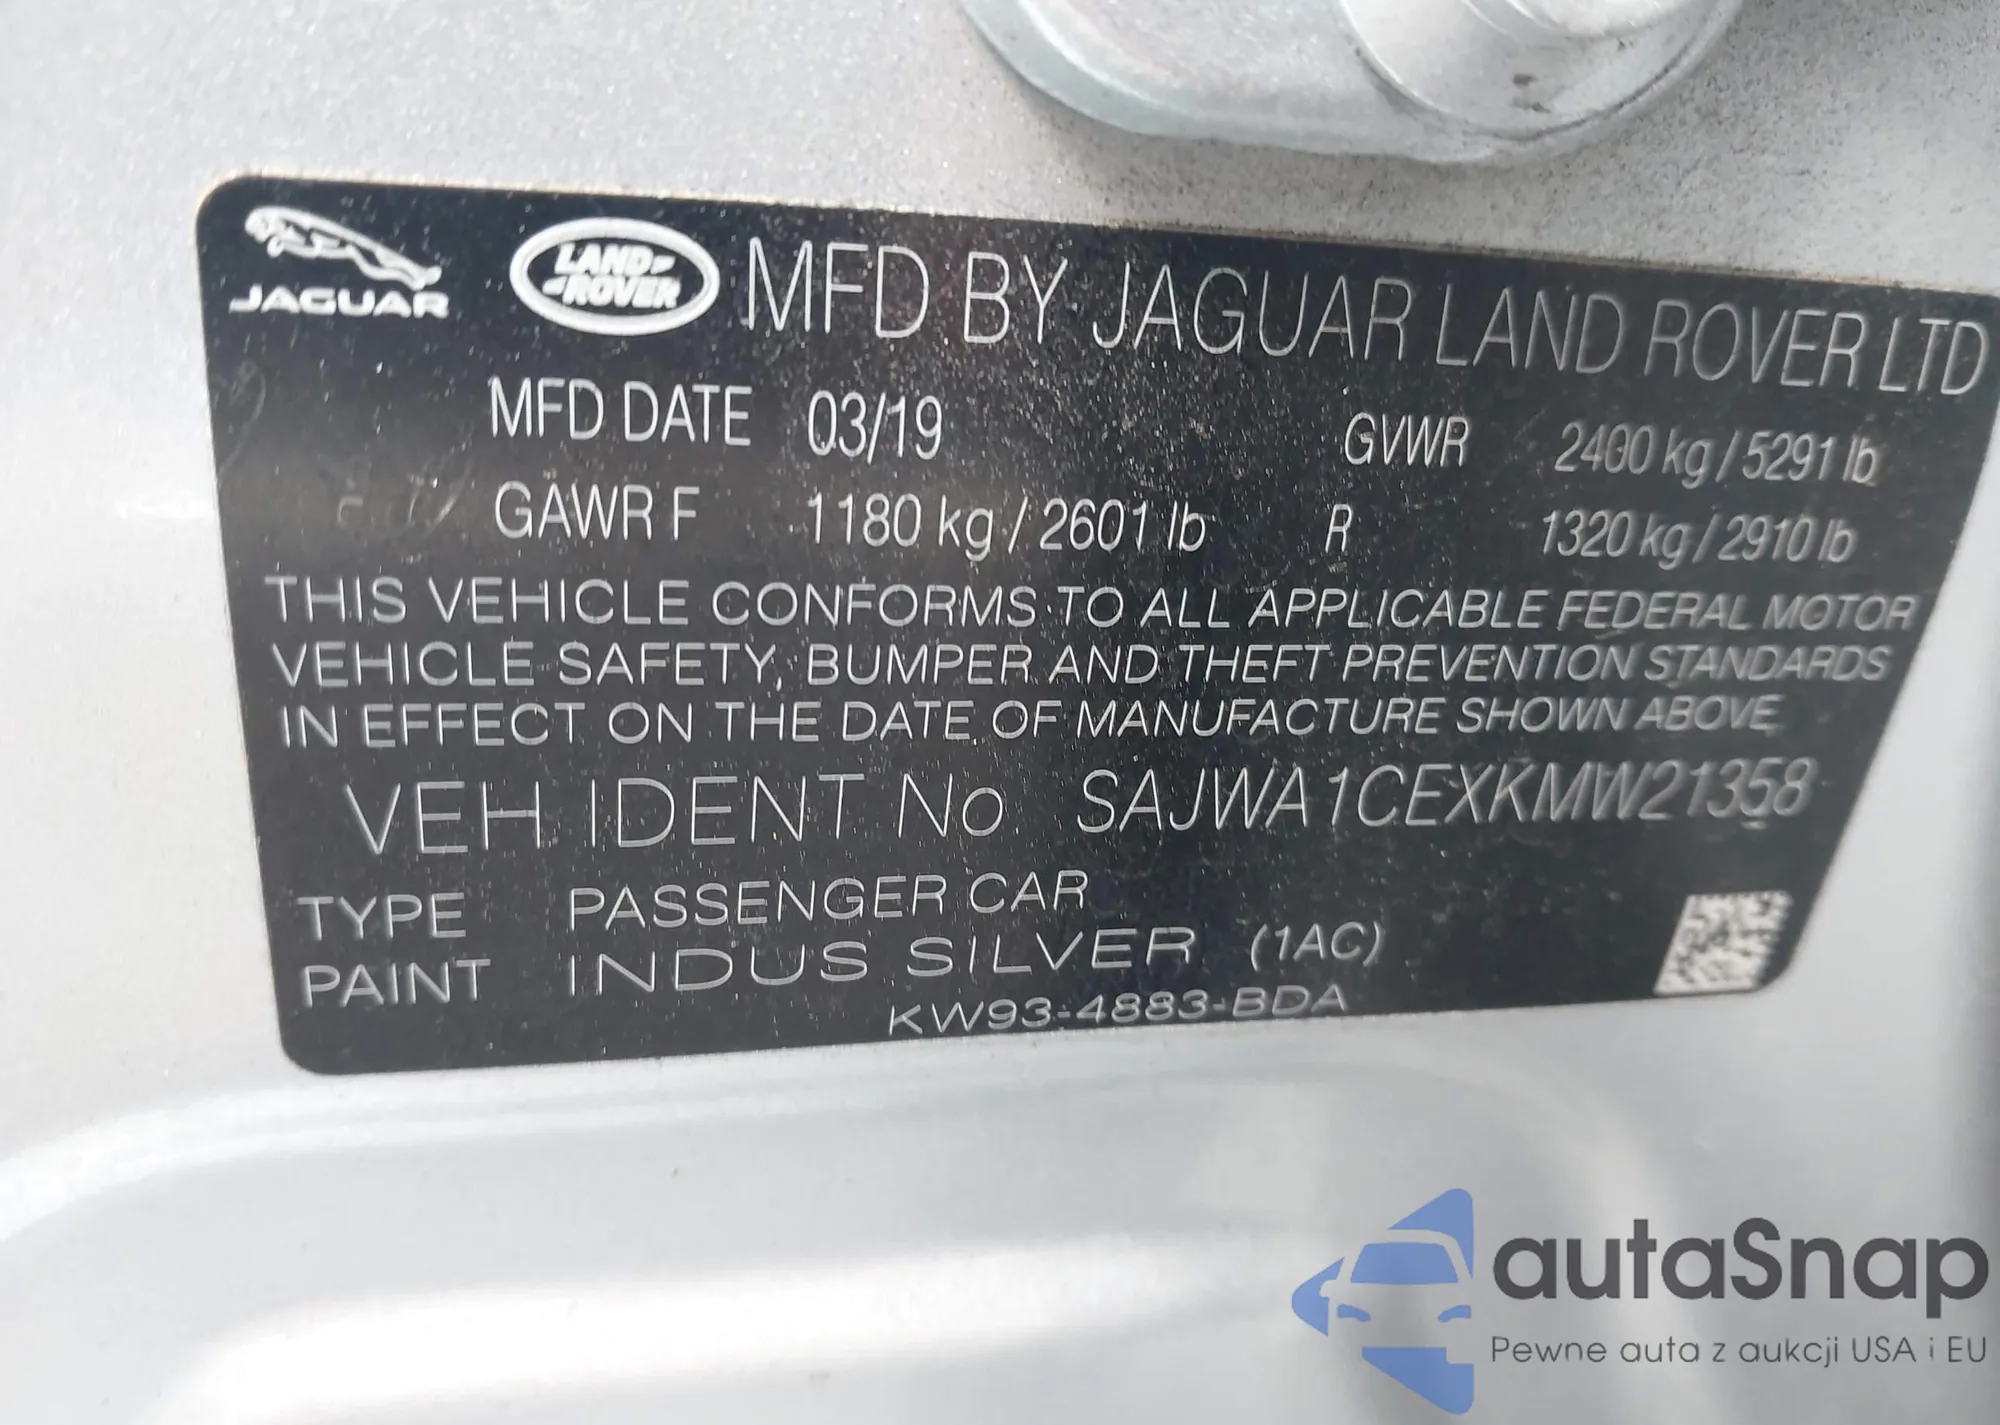 JAGUAR
LAND ROVER
MFD BY JAGUAR LAND ROVER LTD
MFD DATE 03/19 GVWR 2400 kg / 5291 lb
GAWR F 1180 kg / 2601 lb R 1320 kg / 2910 lb
THIS VEHICLE CONFORMS TO ALL APPLICABLE FEDERAL MOTOR
VEHICLE SAFETY, BUMPER AND THEFT PREVENTION STANDARDS
IN EFFECT ON THE DATE OF MANUFACTURE SHOWN ABOVE
VEH IDENT No SAJWA1CEXKMW21358
TYPE PASSENGER CAR
PAINT INDUS SILVER (1AC)
KW93-4883-BDA
autaSnap
Pewne auta z aukcji USA i EU